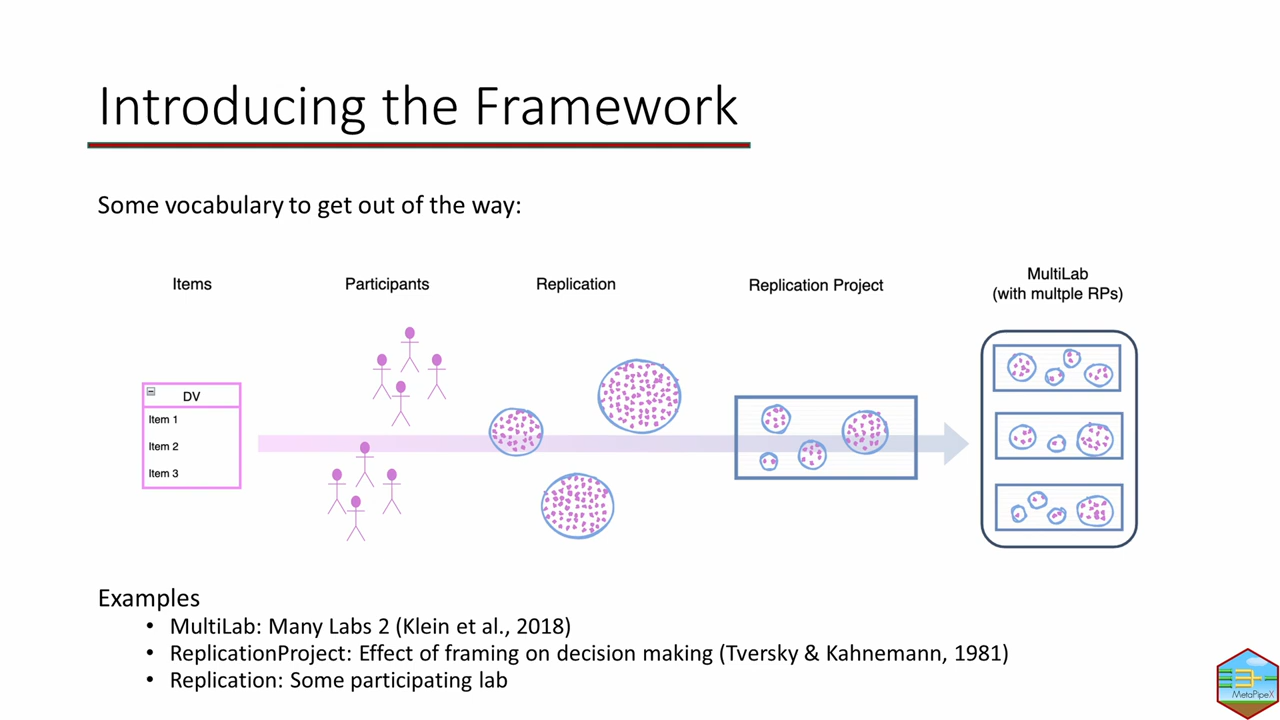 Introducing the Framework
Some vocabulary to get out of the way:
Items
Participants
Replication
Replication Project
MultiLab
(with multple RPs)
DV
Item 1
Item 2
Item 3
Examples
• MultiLab: Many Labs 2 (Klein et al., 2018)
• ReplicationProject: Effect of framing on decision making (Tversky & Kahnemann, 1981)
• Replication: Some participating lab
MetaPipeX